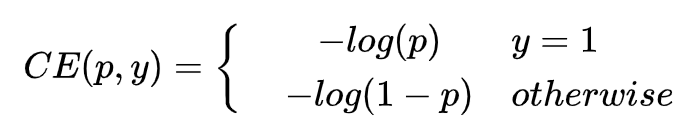 CE(p, y) = { −log(p) y = 1
−log(1 − p) otherwise